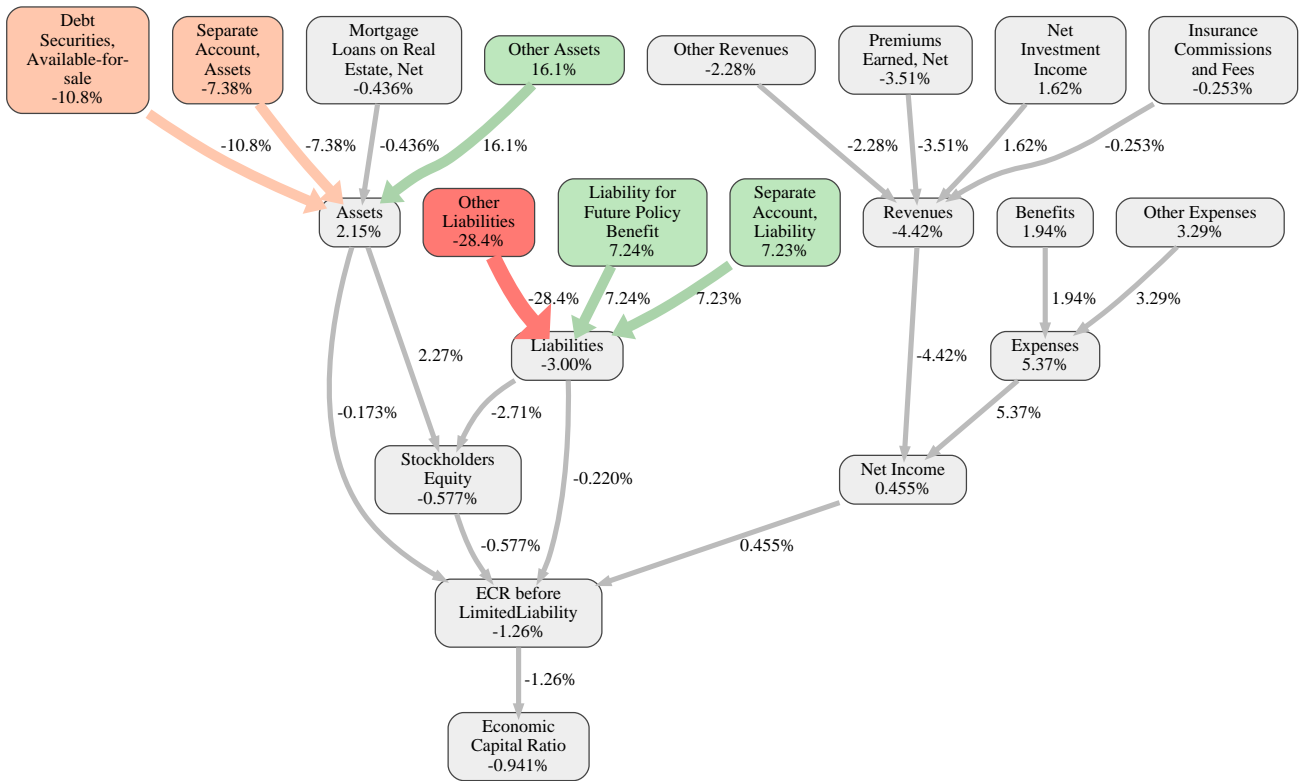 Debt
Securities,
Available-for-
sale
-10.8%
Separate
Account,
Assets
-7.38%
Mortgage
Loans on Real
Estate, Net
-0.436%
Other Assets
16.1%
Other Revenues
-2.28%
Premiums
Earned, Net
-3.51%
Net
Investment
Income
1.62%
Insurance
Commissions
and Fees
-0.253%
-10.8%
-7.38%
-0.436%
16.1%
-2.28%
-3.51%
1.62%
-0.253%
Assets
2.15%
Other
Liabilities
-28.4%
Liability for
Future Policy
Benefit
7.24%
Separate
Account,
Liability
7.23%
Revenues
-4.42%
Benefits
1.94%
Other Expenses
3.29%
-28.4%
7.24%
7.23%
1.94%
3.29%
Liabilities
-3.00%
Expenses
5.37%
2.27%
-4.42%
-0.173%
-2.71%
5.37%
Stockholders
Equity
-0.577%
-0.220%
Net Income
0.455%
-0.577%
0.455%
ECR before
LimitedLiability
-1.26%
-1.26%
Economic
Capital Ratio
-0.941%